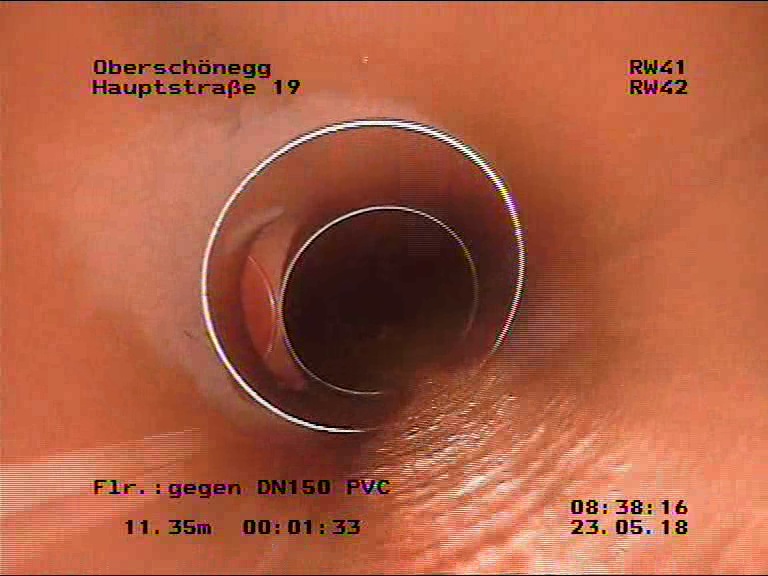 Oberschönegg
Hauptstraße 19
RW41
RW42
Flr.:gegen DN150 PVC
11.35m 00:01:33
08:38:16
23.05.18